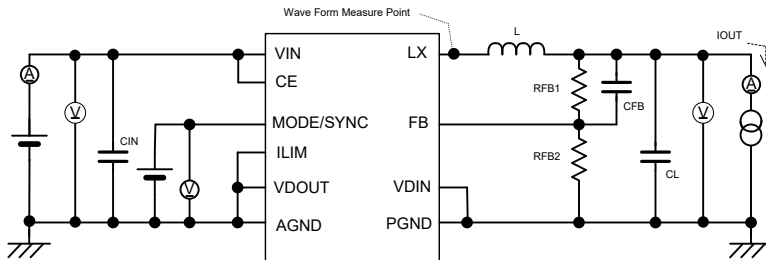 Wave Form Measure Point
VIN
CE
MODE/SYNC
ILIM
VDOUT
AGND
LX
FB
VDIN
PGND
L
IOUT
A
V
CIN
V
RFB1
CFB
RFB2
CL
V
A